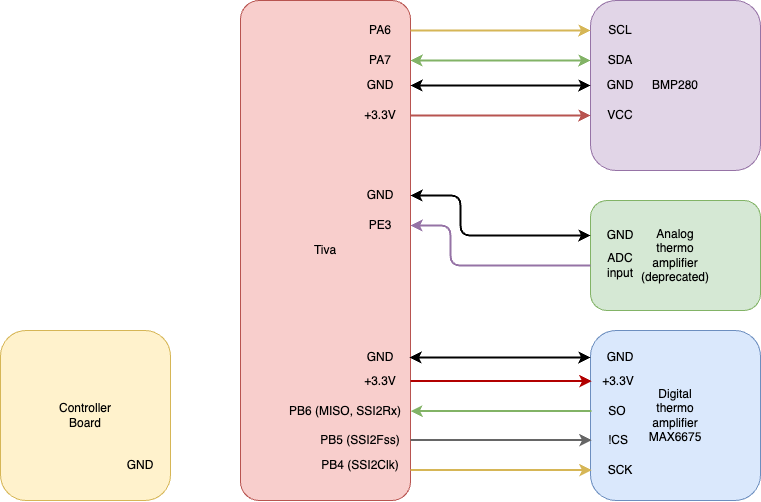 PA6
SCL
PA7
SDA
GND
GND
BMP280
+3.3V
VCC
GND
PE3
Tiva
GND
ADC
input
Analog
thermo
amplifier
(deprecated)
GND
GND
+3.3V
+3.3V
PB6 (MISO, SSI2Rx)
SO
PB5 (SSI2Fss)
!CS
PB4 (SSI2Clk)
SCK
Digital
thermo
amplifier
MAX6675
Controller
Board
GND